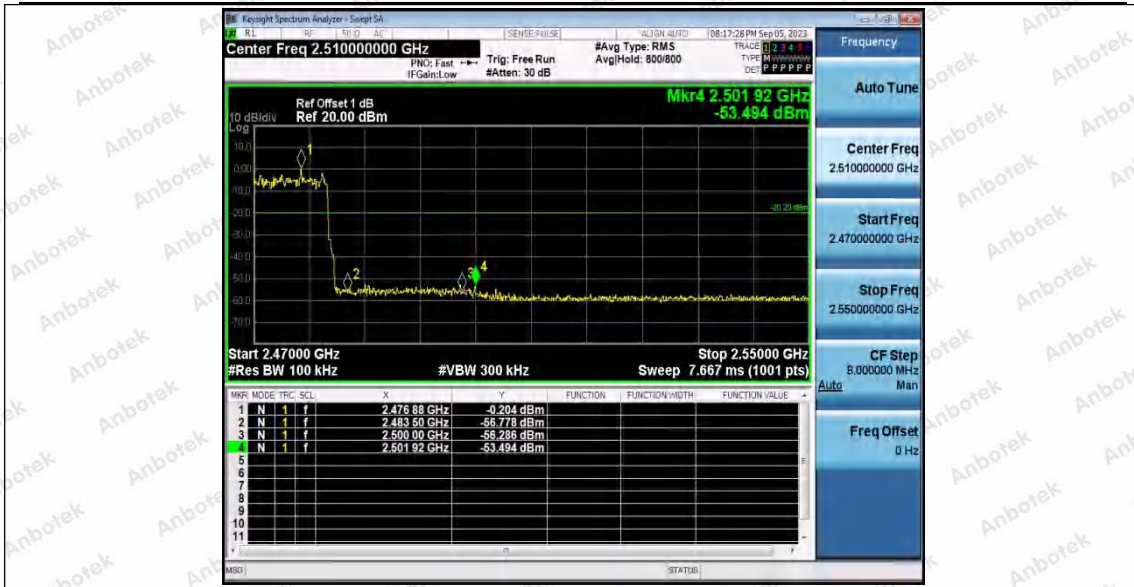 Keysight Spectrum Analyzer - Swept SA
RL RF 50 Ω AC SENSE:PULSE ALIGN AUTO 08:17:28 PM Sep 05, 2023
Center Freq 2.510000000 GHz
PNO: Fast
IFGain:Low
Trig: Free Run
#Atten: 30 dB
#Avg Type: RMS
Avg|Hold: 800/800
TRACE 1 2 3 4 5 6
TYPE M WWWWW
DET P P P P P P
Mkr4 2.501 92 GHz
-53.494 dBm
Ref Offset 1 dB
10 dB/div Ref 20.00 dBm
Log
10.0
0.00
-10.0
-20.0
-30.0
-40.0
-50.0
-60.0
-70.0
1
2
3
4
-20.20 dBm
Start 2.47000 GHz Stop 2.55000 GHz
#Res BW 100 kHz #VBW 300 kHz Sweep 7.667 ms (1001 pts)
MKR MODE TRC SCL X Y FUNCTION FUNCTION WIDTH FUNCTION VALUE
1 N 1 f 2.476 88 GHz -0.204 dBm
2 N 1 f 2.483 50 GHz -56.778 dBm
3 N 1 f 2.500 00 GHz -56.286 dBm
4 N 1 f 2.501 92 GHz -53.494 dBm
5
6
7
8
9
10
11
MSG STATUS
Frequency
Auto Tune
Center Freq
2.510000000 GHz
Start Freq
2.470000000 GHz
Stop Freq
2.550000000 GHz
CF Step
8.000000 MHz
Auto Man
Freq Offset
0 Hz
Anbotek